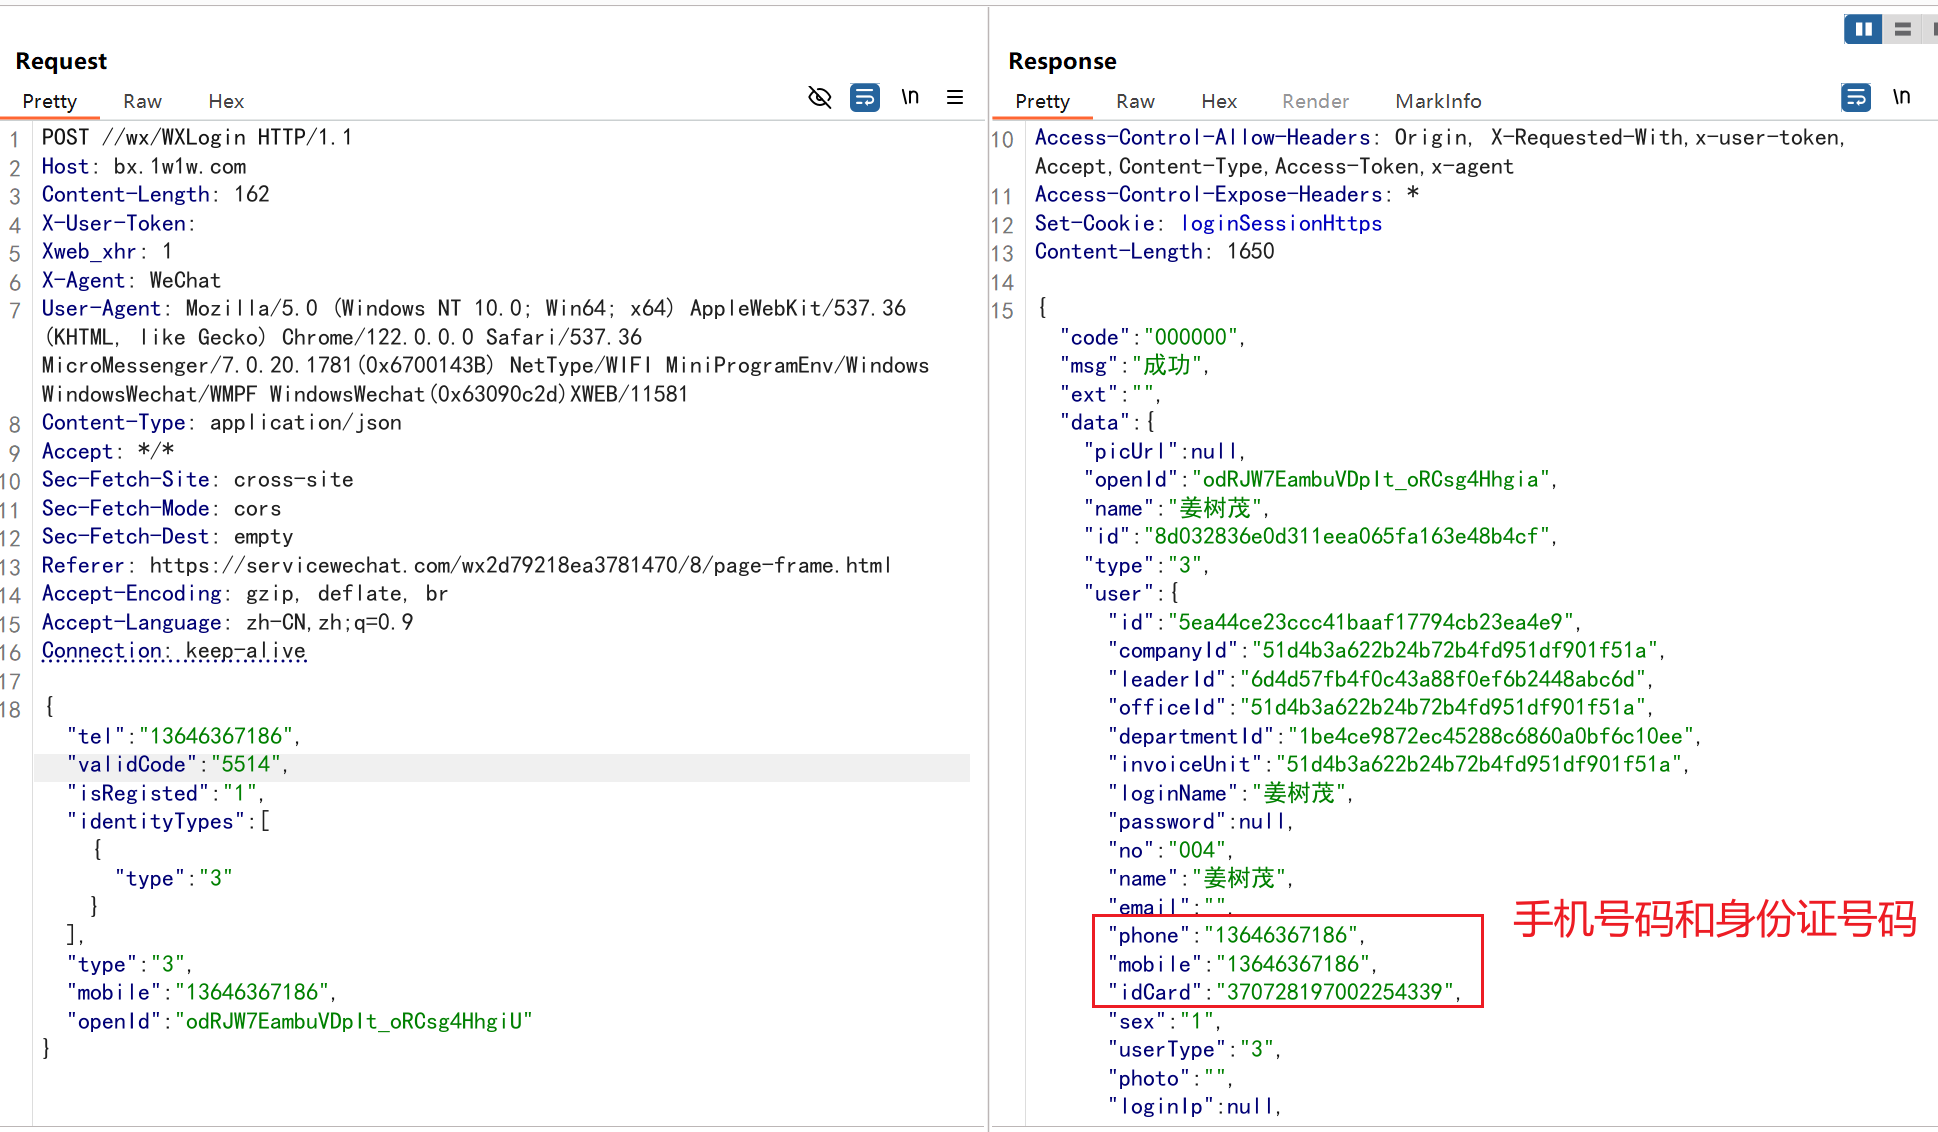 Request
Pretty Raw Hex
\n
1 POST //wx/WXLogin HTTP/1.1
2 Host: bx.1w1w.com
3 Content-Length: 162
4 X-User-Token:
5 Xweb_xhr: 1
6 X-Agent: WeChat
7 User-Agent: Mozilla/5.0 (Windows NT 10.0; Win64; x64) AppleWebKit/537.36
(KHTML, like Gecko) Chrome/122.0.0.0 Safari/537.36
MicroMessenger/7.0.20.1781(0x6700143B) NetType/WIFI MiniProgramEnv/Windows
WindowsWechat/WMPF WindowsWechat(0x63090c2d)XWEB/11581
8 Content-Type: application/json
9 Accept: */*
10 Sec-Fetch-Site: cross-site
11 Sec-Fetch-Mode: cors
12 Sec-Fetch-Dest: empty
13 Referer: https://servicewechat.com/wx2d79218ea3781470/8/page-frame.html
14 Accept-Encoding: gzip, deflate, br
15 Accept-Language: zh-CN,zh;q=0.9
16 Connection: keep-alive
17
18 {
"tel":"13646367186",
"validCode":"5514",
"isRegisted":"1",
"identityTypes":[
{
"type":"3"
}
],
"type":"3",
"mobile":"13646367186",
"openId":"odRJW7EambuVDpIt_oRCsg4HhgiU"
}
Response
Pretty Raw Hex Render MarkInfo
\n
10 Access-Control-Allow-Headers: Origin, X-Requested-With,x-user-token,
Accept,Content-Type,Access-Token,x-agent
11 Access-Control-Expose-Headers: *
12 Set-Cookie: loginSessionHttps
13 Content-Length: 1650
14
15 {
"code":"000000",
"msg":"成功",
"ext":"",
"data":{
"picUrl":null,
"openId":"odRJW7EambuVDpIt_oRCsg4Hhgia",
"name":"姜树茂",
"id":"8d032836e0d311eea065fa163e48b4cf",
"type":"3",
"user":{
"id":"5ea44ce23ccc41baaf17794cb23ea4e9",
"companyId":"51d4b3a622b24b72b4fd951df901f51a",
"leaderId":"6d4d57fb4f0c43a88f0ef6b2448abc6d",
"officeId":"51d4b3a622b24b72b4fd951df901f51a",
"departmentId":"1be4ce9872ec45288c6860a0bf6c10ee",
"invoiceUnit":"51d4b3a622b24b72b4fd951df901f51a",
"loginName":"姜树茂",
"password":null,
"no":"004",
"name":"姜树茂",
"email":"",
"phone":"13646367186",
"mobile":"13646367186",
"idCard":"370728197002254339",
手机号码和身份证号码
"sex":"1",
"userType":"3",
"photo":"",
"loginIp":null,